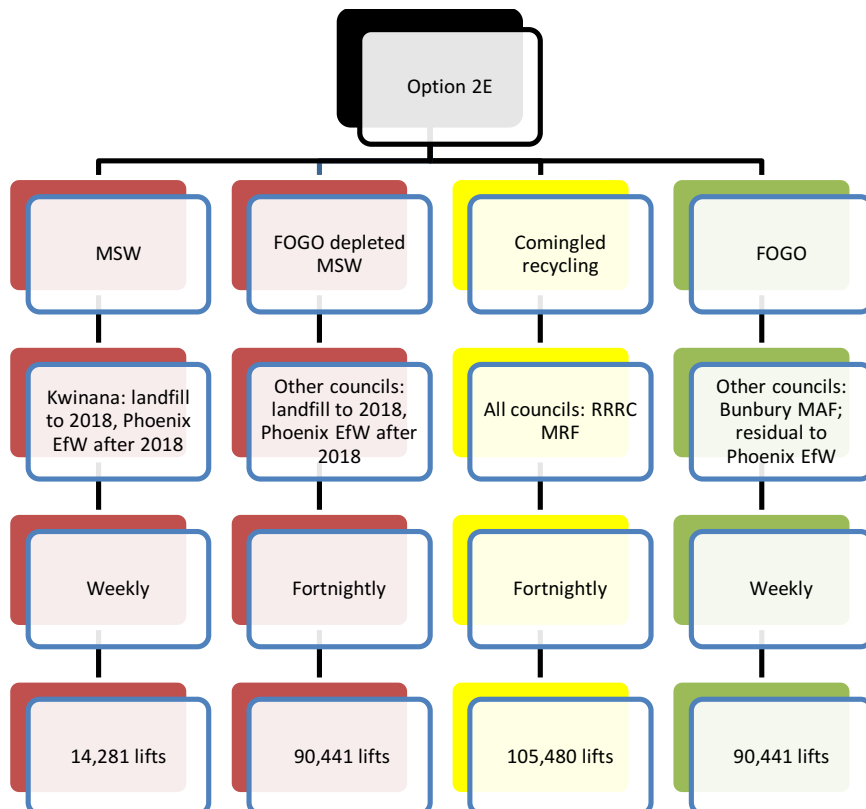 Option 2E
MSW
FOGO depleted
MSW
Comingled
recycling
FOGO
Kwinana: landfill
to 2018, Phoenix
EfW after 2018
Other councils:
landfill to 2018,
Phoenix EfW after
2018
All councils: RRRC
MRF
Other councils:
Bunbury MAF;
residual to
Phoenix EfW
Weekly
Fortnightly
Fortnightly
Weekly
14,281 lifts
90,441 lifts
105,480 lifts
90,441 lifts